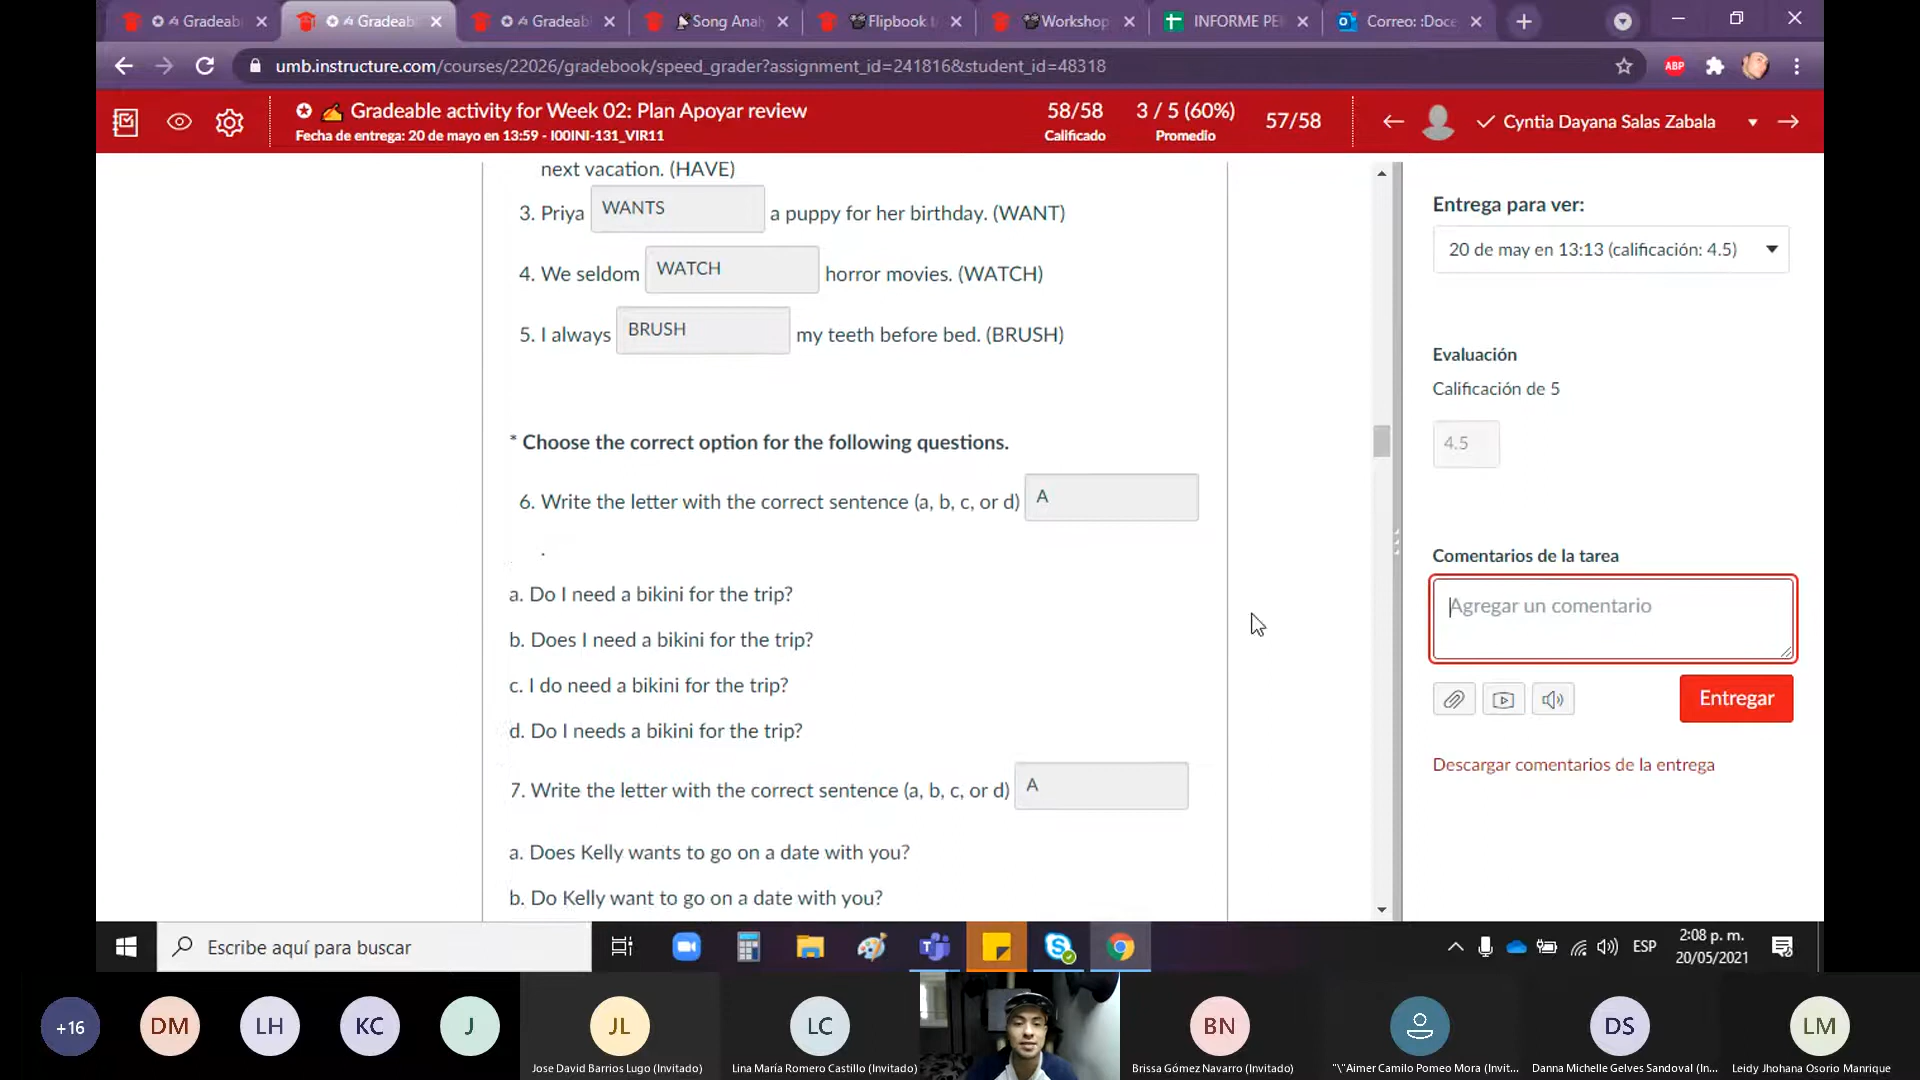 Gradeabl
Gradeabl
Gradeabl
Song Anal
Flipbook t
Workshop
INFORME PE
Correo: :Doce
umb.instructure.com/courses/22026/gradebook/speed_grader?assignment_id=241816&student_id=48318
ABP
Gradeable activity for Week 02: Plan Apoyar review
Fecha de entrega: 20 de mayo en 13:59 - I00INI-131_VIR11
58/58
Calificado
3 / 5 (60%)
Promedio
57/58
Cyntia Dayana Salas Zabala
next vacation. (HAVE)
3. Priya WANTS a puppy for her birthday. (WANT)
4. We seldom WATCH horror movies. (WATCH)
5. I always BRUSH my teeth before bed. (BRUSH)
* Choose the correct option for the following questions.
6. Write the letter with the correct sentence (a, b, c, or d) A
.
a. Do I need a bikini for the trip?
b. Does I need a bikini for the trip?
c. I do need a bikini for the trip?
d. Do I needs a bikini for the trip?
7. Write the letter with the correct sentence (a, b, c, or d) A
a. Does Kelly wants to go on a date with you?
b. Do Kelly want to go on a date with you?
Entrega para ver:
20 de may en 13:13 (calificación: 4.5)
Evaluación
Calificación de 5
4.5
Comentarios de la tarea
Agregar un comentario
Entregar
Descargar comentarios de la entrega
Escribe aquí para buscar
ESP
2:08 p. m.
20/05/2021
+16
DM
LH
KC
J
JL
LC
BN
DS
LM
Jose David Barrios Lugo (Invitado)
Lina María Romero Castillo (Invitado)
Brissa Gómez Navarro (Invitado)
"\"Aimer Camilo Pomeo Mora (Invit...
Danna Michelle Gelves Sandoval (In...
Leidy Jhohana Osorio Manrique